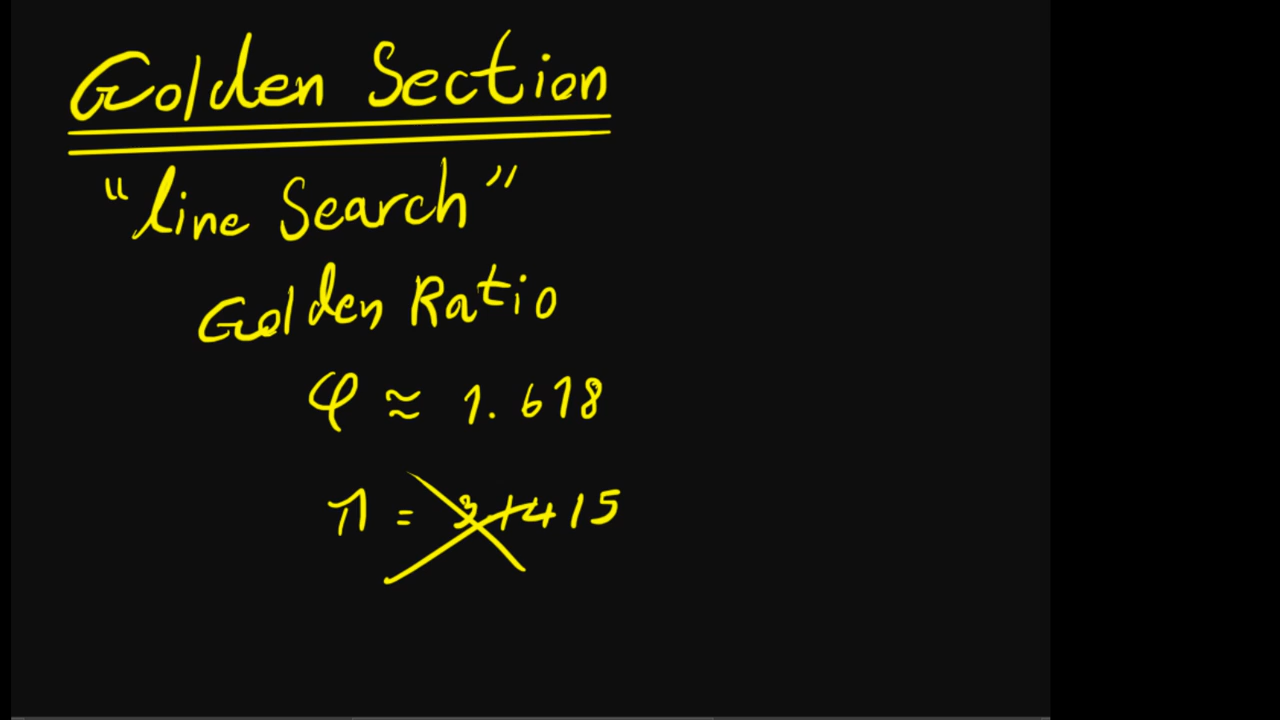 Golden Section
"line Search"
Golden Ratio
φ ≈ 1.618
π = 3.1415